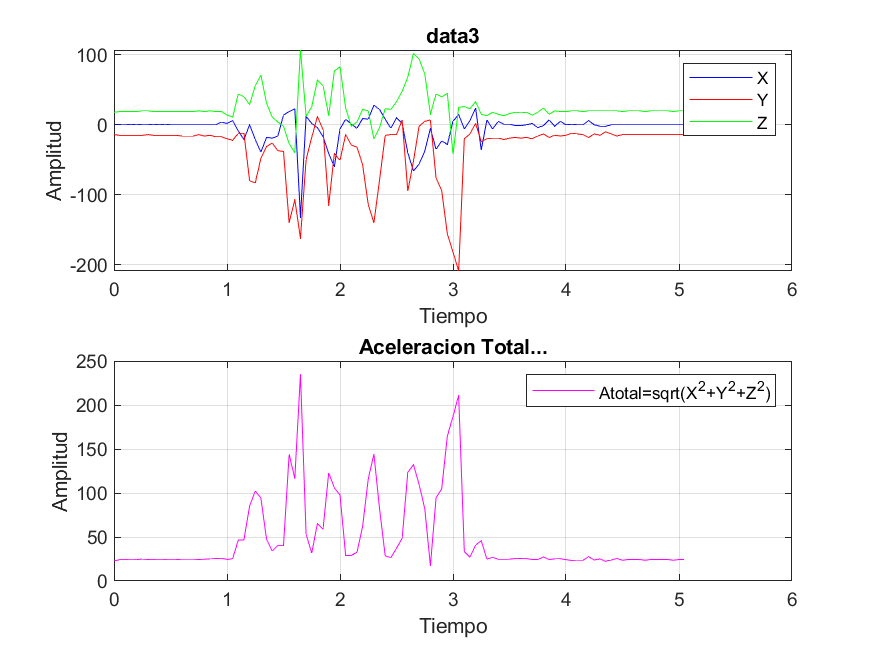 data3
100
0
-100
-200
Amplitud
X
Y
Z
0 1 2 3 4 5 6
Tiempo
Aceleracion Total...
250
200
150
100
50
0
Amplitud
Atotal=sqrt(X²+Y²+Z²)
0 1 2 3 4 5 6
Tiempo